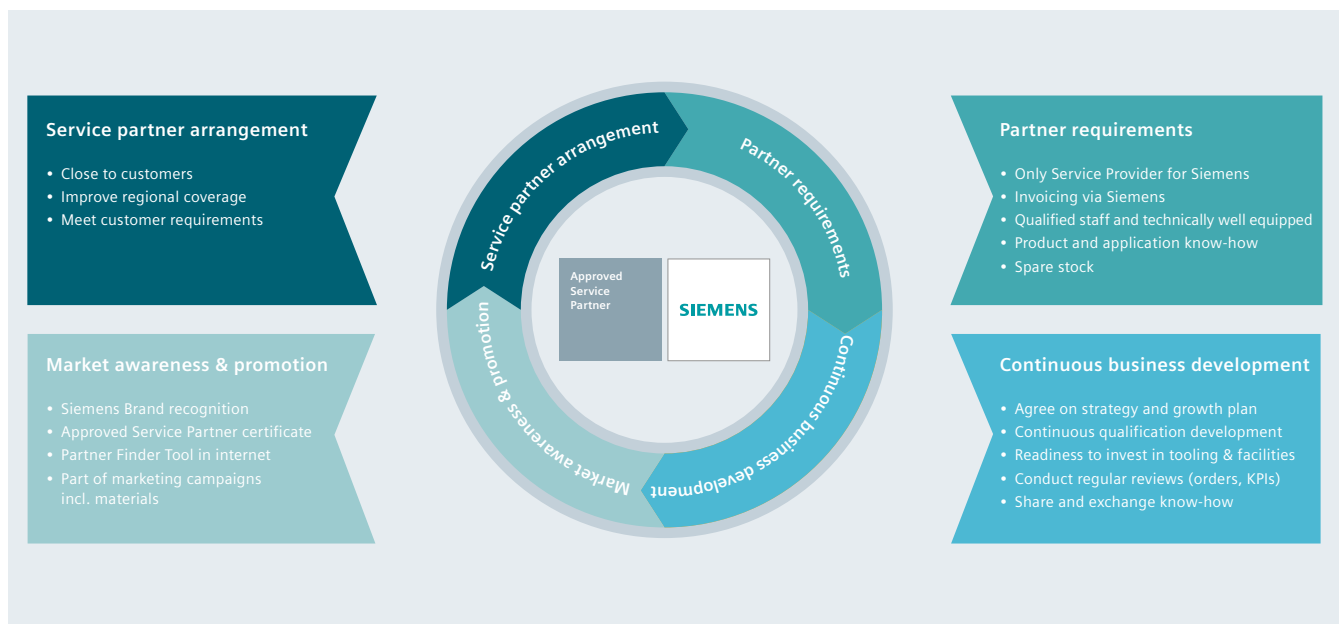 Service partner arrangement
• Close to customers
• Improve regional coverage
• Meet customer requirements
Market awareness & promotion
• Siemens Brand recognition
• Approved Service Partner certificate
• Partner Finder Tool in internet
• Part of marketing campaigns
incl. materials
Service partner arrangement
Partner requirements
Continuous business development
Market awareness & promotion
Approved
Service
Partner
SIEMENS
Partner requirements
• Only Service Provider for Siemens
• Invoicing via Siemens
• Qualified staff and technically well equipped
• Product and application know-how
• Spare stock
Continuous business development
• Agree on strategy and growth plan
• Continuous qualification development
• Readiness to invest in tooling & facilities
• Conduct regular reviews (orders, KPIs)
• Share and exchange know-how